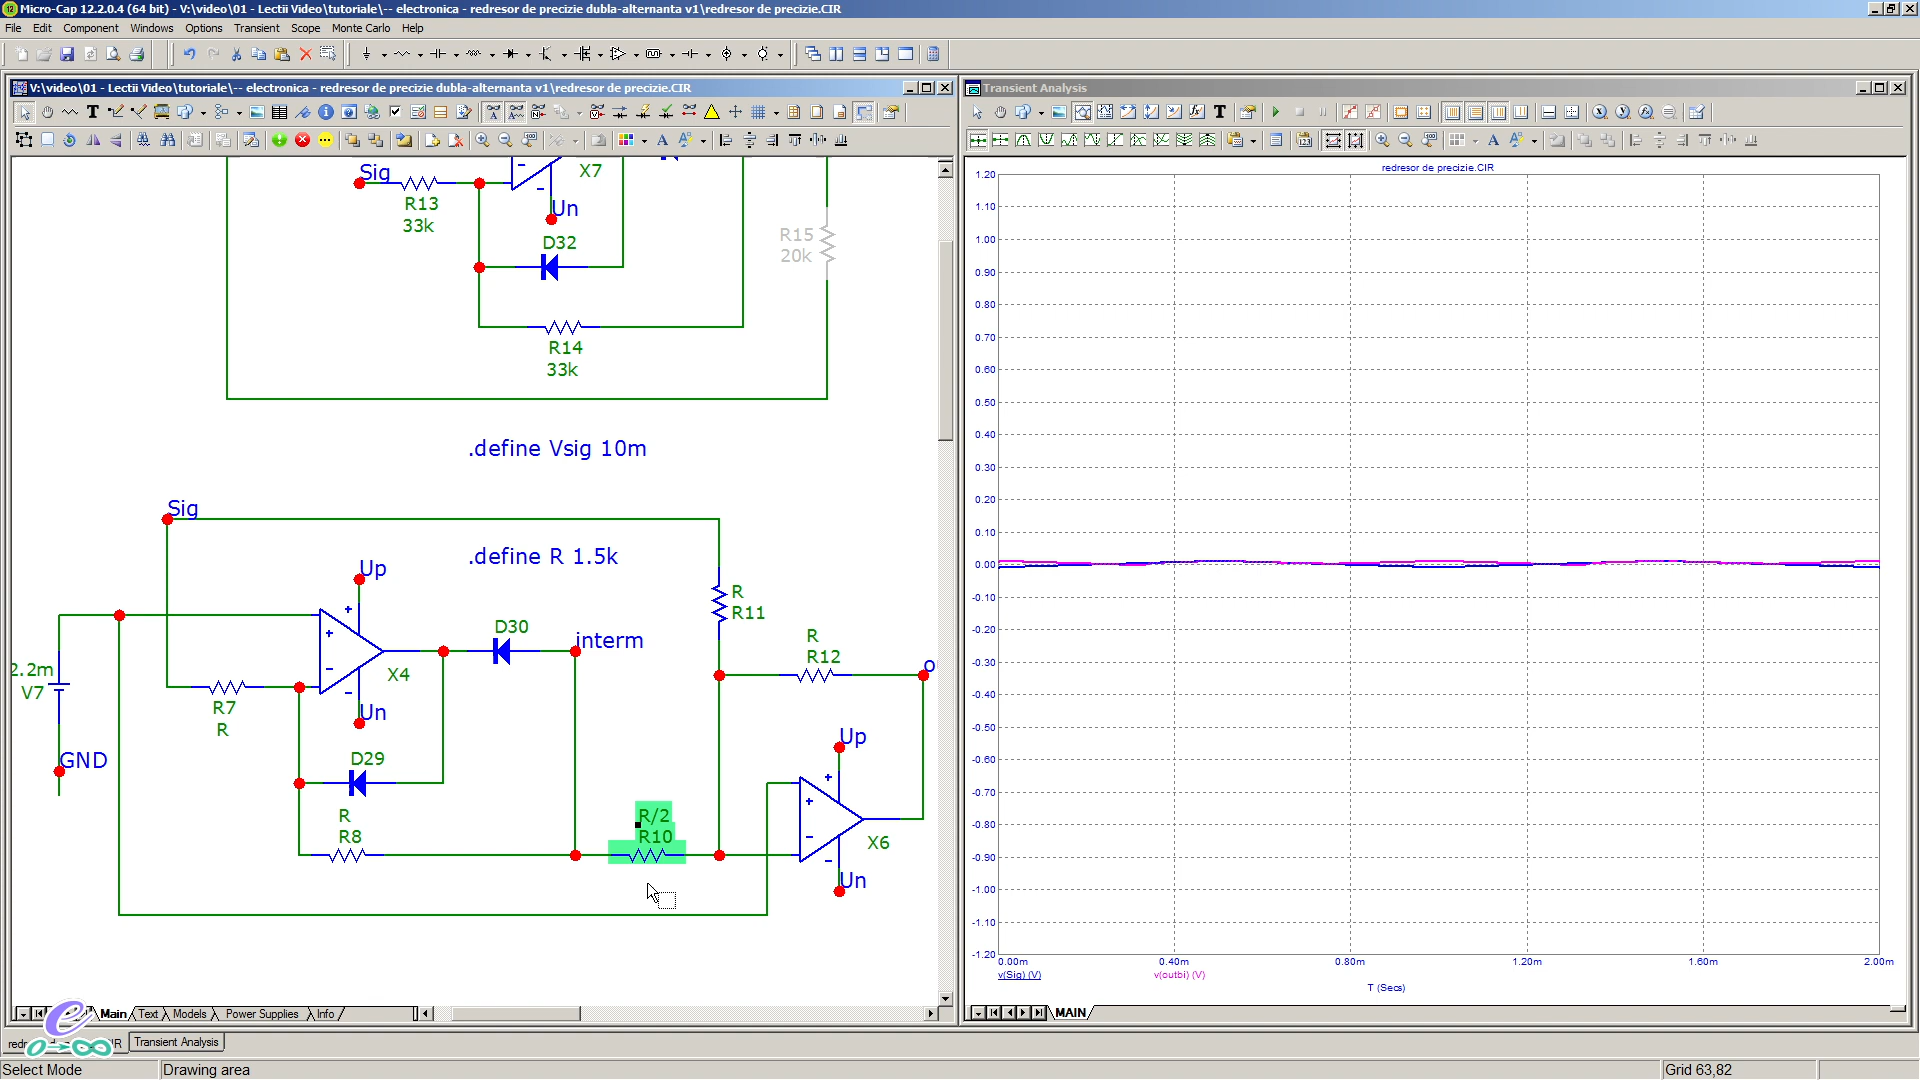 Micro-Cap 12.2.0.4 (64 bit) - V:\video\01 - Lectii Video\tutoriale\-- electronica - redresor de precizie dubla-alternanta v1\redresor de precizie.CIR
File Edit Component Windows Options Transient Scope Monte Carlo Help
V:\video\01 - Lectii Video\tutoriale\-- electronica - redresor de precizie dubla-alternanta v1\redresor de precizie.CIR
Sig
R13
33k
X7
Un
D32
R14
33k
R15
20k
.define Vsig 10m
Sig
.define R 1.5k
Up
D30
interm
X4
R
R11
R
R12
o
2.2m
V7
R7
R
Un
GND
D29
R
R8
R/2
R10
Up
X6
Un
Main Text Models Power Supplies Info
Transient Analysis
Select Mode
Drawing area
Grid 63,82
Transient Analysis
redresor de precizie.CIR
1.20
1.10
1.00
0.90
0.80
0.70
0.60
0.50
0.40
0.30
0.20
0.10
0.00
-0.10
-0.20
-0.30
-0.40
-0.50
-0.60
-0.70
-0.80
-0.90
-1.00
-1.10
-1.20
0.00m 0.40m 0.80m 1.20m 1.60m 2.00m
v(Sig) (V) v(outbi) (V)
T (Secs)
MAIN